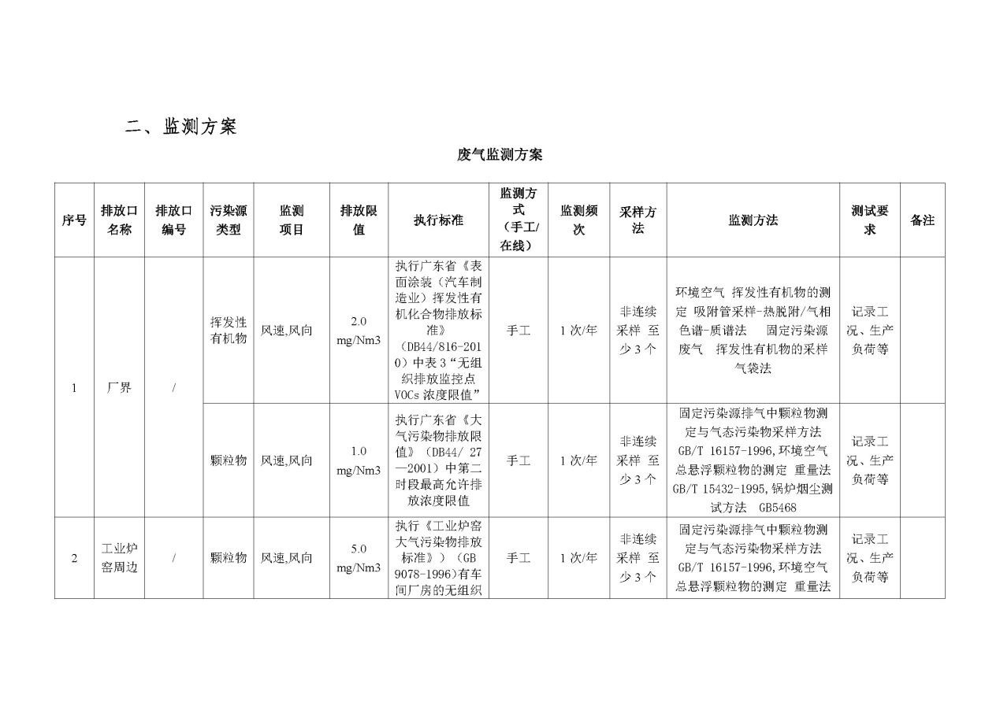 二、监测方案
废气监测方案
序号
排放口
名称
排放口
编号
污染源
类型
监测
项目
排放限
值
执行标准
监测方
式
（手工/
在线）
监测频
次
采样方
法
监测方法
测试要
求
备注
1
厂界
/
挥发性
有机物
风速,风向
2.0
mg/Nm3
执行广东省《表
面涂装（汽车制
造业）挥发性有
机化合物排放标
准》
（DB44/816-201
0）中表 3“无组
织排放监控点
VOCs 浓度限值”
手工
1 次/年
非连续
采样 至
少 3 个
环境空气 挥发性有机物的测
定 吸附管采样-热脱附/气相
色谱-质谱法 固定污染源
废气 挥发性有机物的采样
气袋法
记录工
况、生产
负荷等
颗粒物
风速,风向
1.0
mg/Nm3
执行广东省《大
气污染物排放限
值》（DB44/ 27
—2001）中第二
时段最高允许排
放浓度限值
手工
1 次/年
非连续
采样 至
少 3 个
固定污染源排气中颗粒物测
定与气态污染物采样方法
GB/T 16157-1996,环境空气
总悬浮颗粒物的测定 重量法
GB/T 15432-1995,锅炉烟尘测
试方法 GB5468
记录工
况、生产
负荷等
2
工业炉
窑周边
/
颗粒物
风速,风向
5.0
mg/Nm3
执行《工业炉窑
大气污染物排放
标准》）（GB
9078-1996)有车
间厂房的无组织
手工
1 次/年
非连续
采样 至
少 3 个
固定污染源排气中颗粒物测
定与气态污染物采样方法
GB/T 16157-1996,环境空气
总悬浮颗粒物的测定 重量法
记录工
况、生产
负荷等